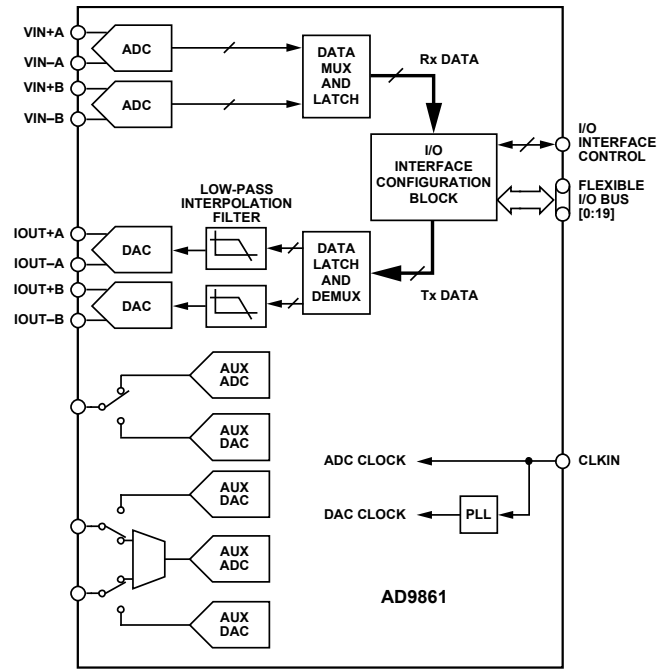 VIN+A
VIN–A
VIN+B
VIN–B
ADC
ADC
DATA
MUX
AND
LATCH
Rx DATA
I/O
INTERFACE
CONFIGURATION
BLOCK
I/O
INTERFACE
CONTROL
FLEXIBLE
I/O BUS
[0:19]
LOW-PASS
INTERPOLATION
FILTER
IOUT+A
IOUT–A
IOUT+B
IOUT–B
DAC
DAC
DATA
LATCH
AND
DEMUX
Tx DATA
AUX
ADC
AUX
DAC
AUX
DAC
AUX
ADC
AUX
DAC
ADC CLOCK
CLKIN
DAC CLOCK
PLL
AD9861